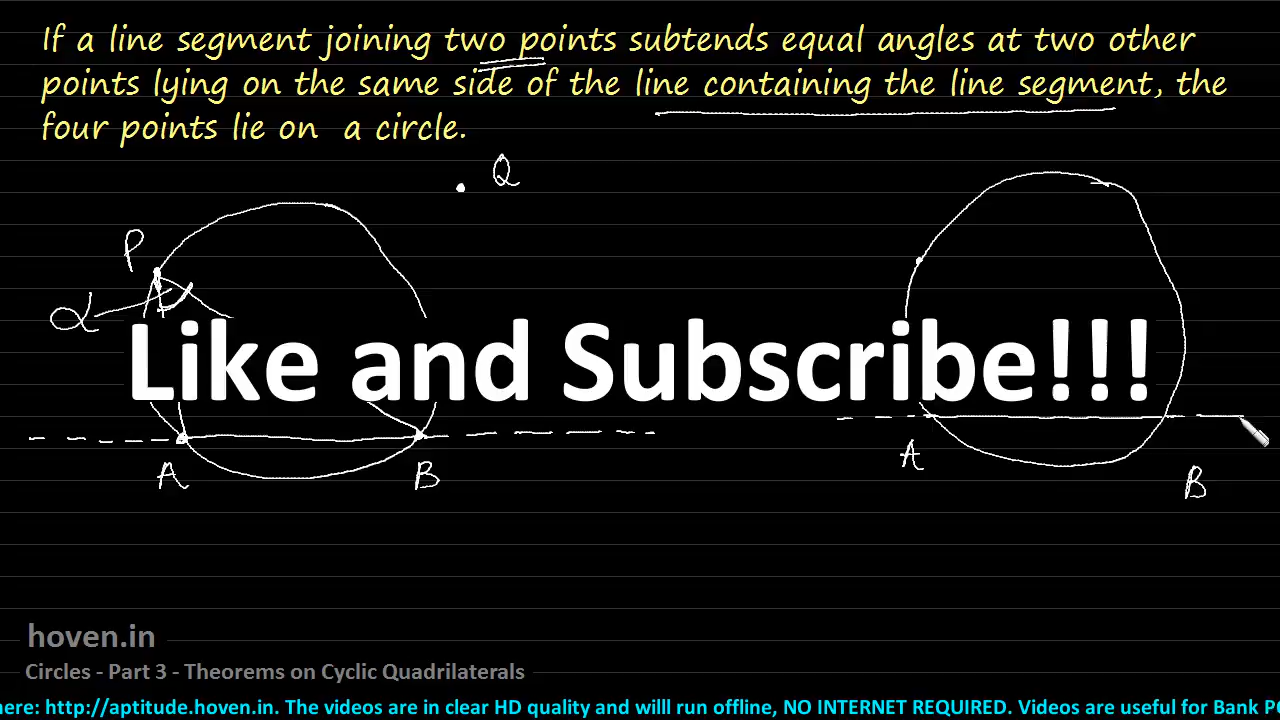 If a line segment joining two points subtends equal angles at two other
points lying on the same side of the line containing the line segment, the
four points lie on a circle.
Q
P
α
Like and Subscribe!!!
A
B
A
B
hoven.in
Circles - Part 3 - Theorems on Cyclic Quadrilaterals
here: http://aptitude.hoven.in. The videos are in clear HD quality and willl run offline, NO INTERNET REQUIRED. Videos are useful for Bank P